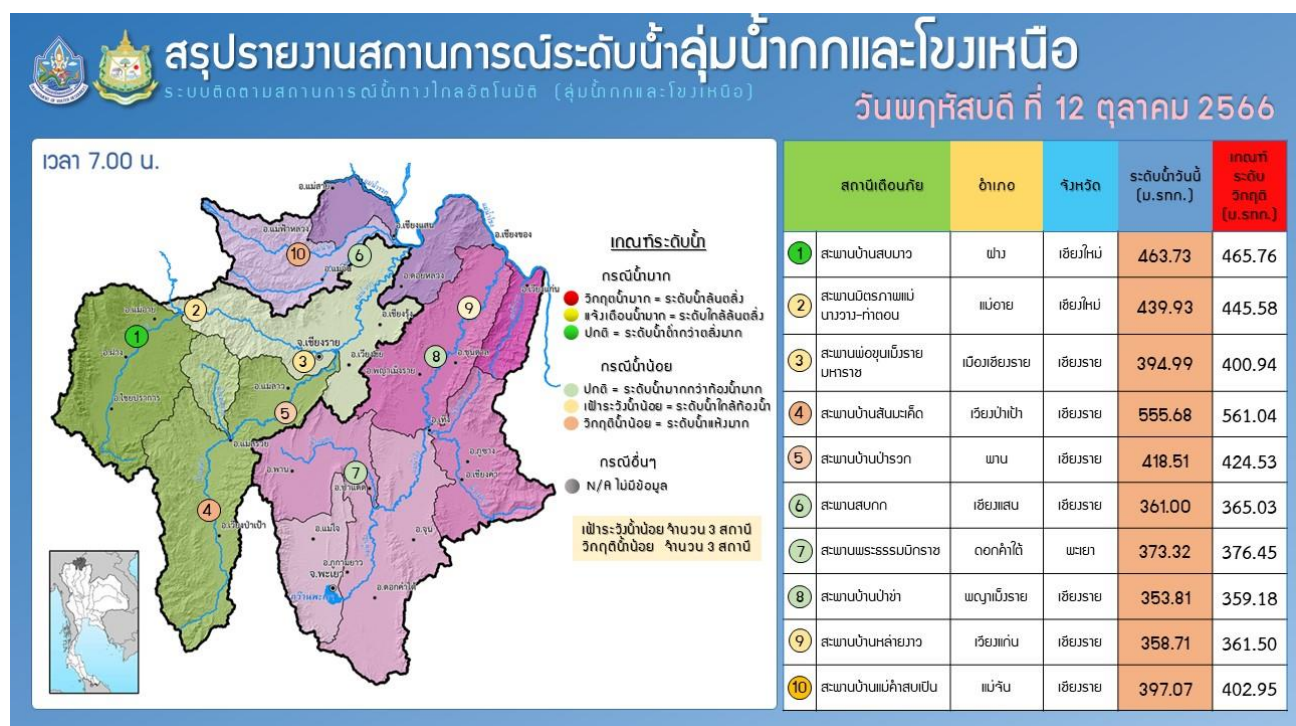 สรุปรายงานสถานการณ์ระดับน้ำลุ่มน้ำกกและโขงเหนือ
ระบบติดตามสถานการณ์น้ำทางไกลอัตโนมัติ (ลุ่มน้ำกกและโขงเหนือ)
วันพฤหัสบดี ที่ 12 ตุลาคม 2566
เวลา 7.00 น.
อ.แม่สาย
อ.แม่ฟ้าหลวง
อ.เชียงแสน
อ.เชียงของ
10
6
อ.ดอยหลวง
อ.เวียงแก่น
อ.แม่อาย
2
9
1
จ.เชียงราย
อ.เชียงรุ้ง
อ.ฝาง
3
8
อ.ขุนตาล
อ.พญาเม็งราย
อ.แม่ลาว
อ.ไชยปราการ
5
อ.เทิง
อ.แม่สรวย
อ.ภูซาง
อ.พาน
7
อ.เชียงคำ
อ.ป่าแดด
4
อ.เวียงป่าเป้า
อ.แม่ใจ
อ.จุน
อ.ภูกามยาว
จ.พะเยา
อ.ดอกคำใต้
กว๊านพะเยา
เกณฑ์ระดับน้ำ
กรณีน้ำมาก
วิกฤตน้ำมาก = ระดับน้ำล้นตลิ่ง
แจ้งเตือนน้ำมาก = ระดับใกล้ล้นตลิ่ง
ปกติ = ระดับน้ำต่ำกว่าตลิ่งมาก
กรณีน้ำน้อย
ปกติ = ระดับน้ำมากกว่าท้องน้ำมาก
เฝ้าระวังน้ำน้อย = ระดับน้ำใกล้ท้องน้ำ
วิกฤติน้ำน้อย = ระดับน้ำแห้งมาก
กรณีอื่นๆ
N/A ไม่มีข้อมูล
เฝ้าระวังน้ำน้อย จำนวน 3 สถานี
วิกฤติน้ำน้อย จำนวน 3 สถานี
สถานีเตือนภัย อำเภอ จังหวัด ระดับน้ำวันนี้ (ม.รทก.) เกณฑ์ระดับวิกฤติ (ม.รทก.)
1 สะพานบ้านสบมาว ฝาง เชียงใหม่ 463.73 465.76
2 สะพานมิตรภาพแม่นางวาง-ท่าตอน แม่อาย เชียงใหม่ 439.93 445.58
3 สะพานพ่อขุนเม็งรายมหาราช เมืองเชียงราย เชียงราย 394.99 400.94
4 สะพานบ้านสันมะเค็ด เวียงป่าเป้า เชียงราย 555.68 561.04
5 สะพานบ้านป่ารวก พาน เชียงราย 418.51 424.53
6 สะพานสบกก เชียงแสน เชียงราย 361.00 365.03
7 สะพานพระธรรมมิกราช ดอกคำใต้ พะเยา 373.32 376.45
8 สะพานบ้านป่าข่า พญาเม็งราย เชียงราย 353.81 359.18
9 สะพานบ้านหล่ายงาว เวียงแก่น เชียงราย 358.71 361.50
10 สะพานบ้านแม่คำสบเปิน แม่จัน เชียงราย 397.07 402.95